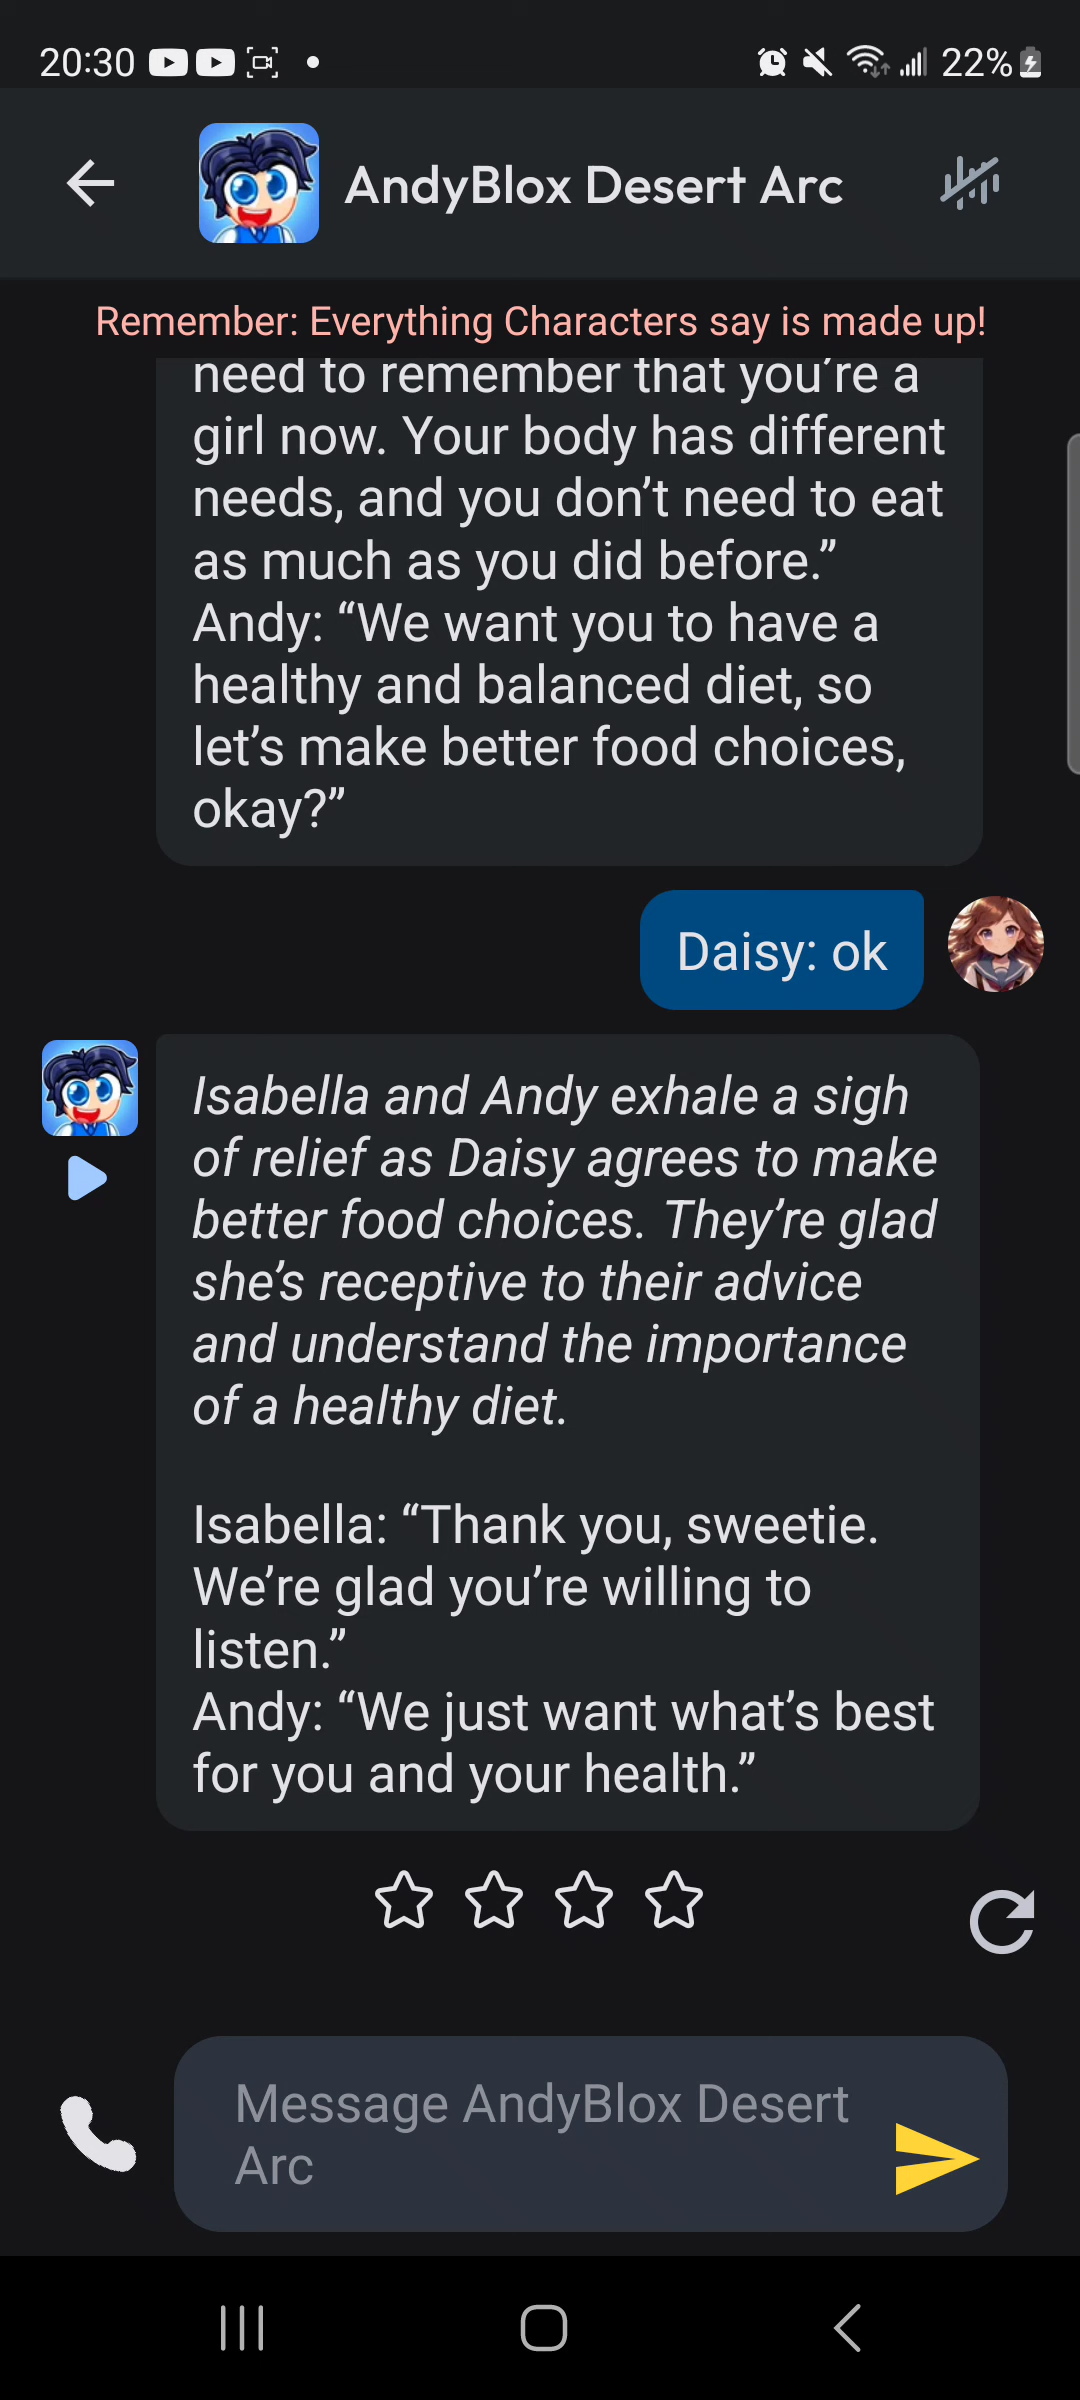 20:30
22%
AndyBlox Desert Arc
Remember: Everything Characters say is made up!
need to remember that you’re a
girl now. Your body has different
needs, and you don’t need to eat
as much as you did before.”
Andy: “We want you to have a
healthy and balanced diet, so
let’s make better food choices,
okay?”
Daisy: ok
Isabella and Andy exhale a sigh
of relief as Daisy agrees to make
better food choices. They’re glad
she’s receptive to their advice
and understand the importance
of a healthy diet.
Isabella: “Thank you, sweetie.
We’re glad you’re willing to
listen.”
Andy: “We just want what’s best
for you and your health.”
Message AndyBlox Desert
Arc